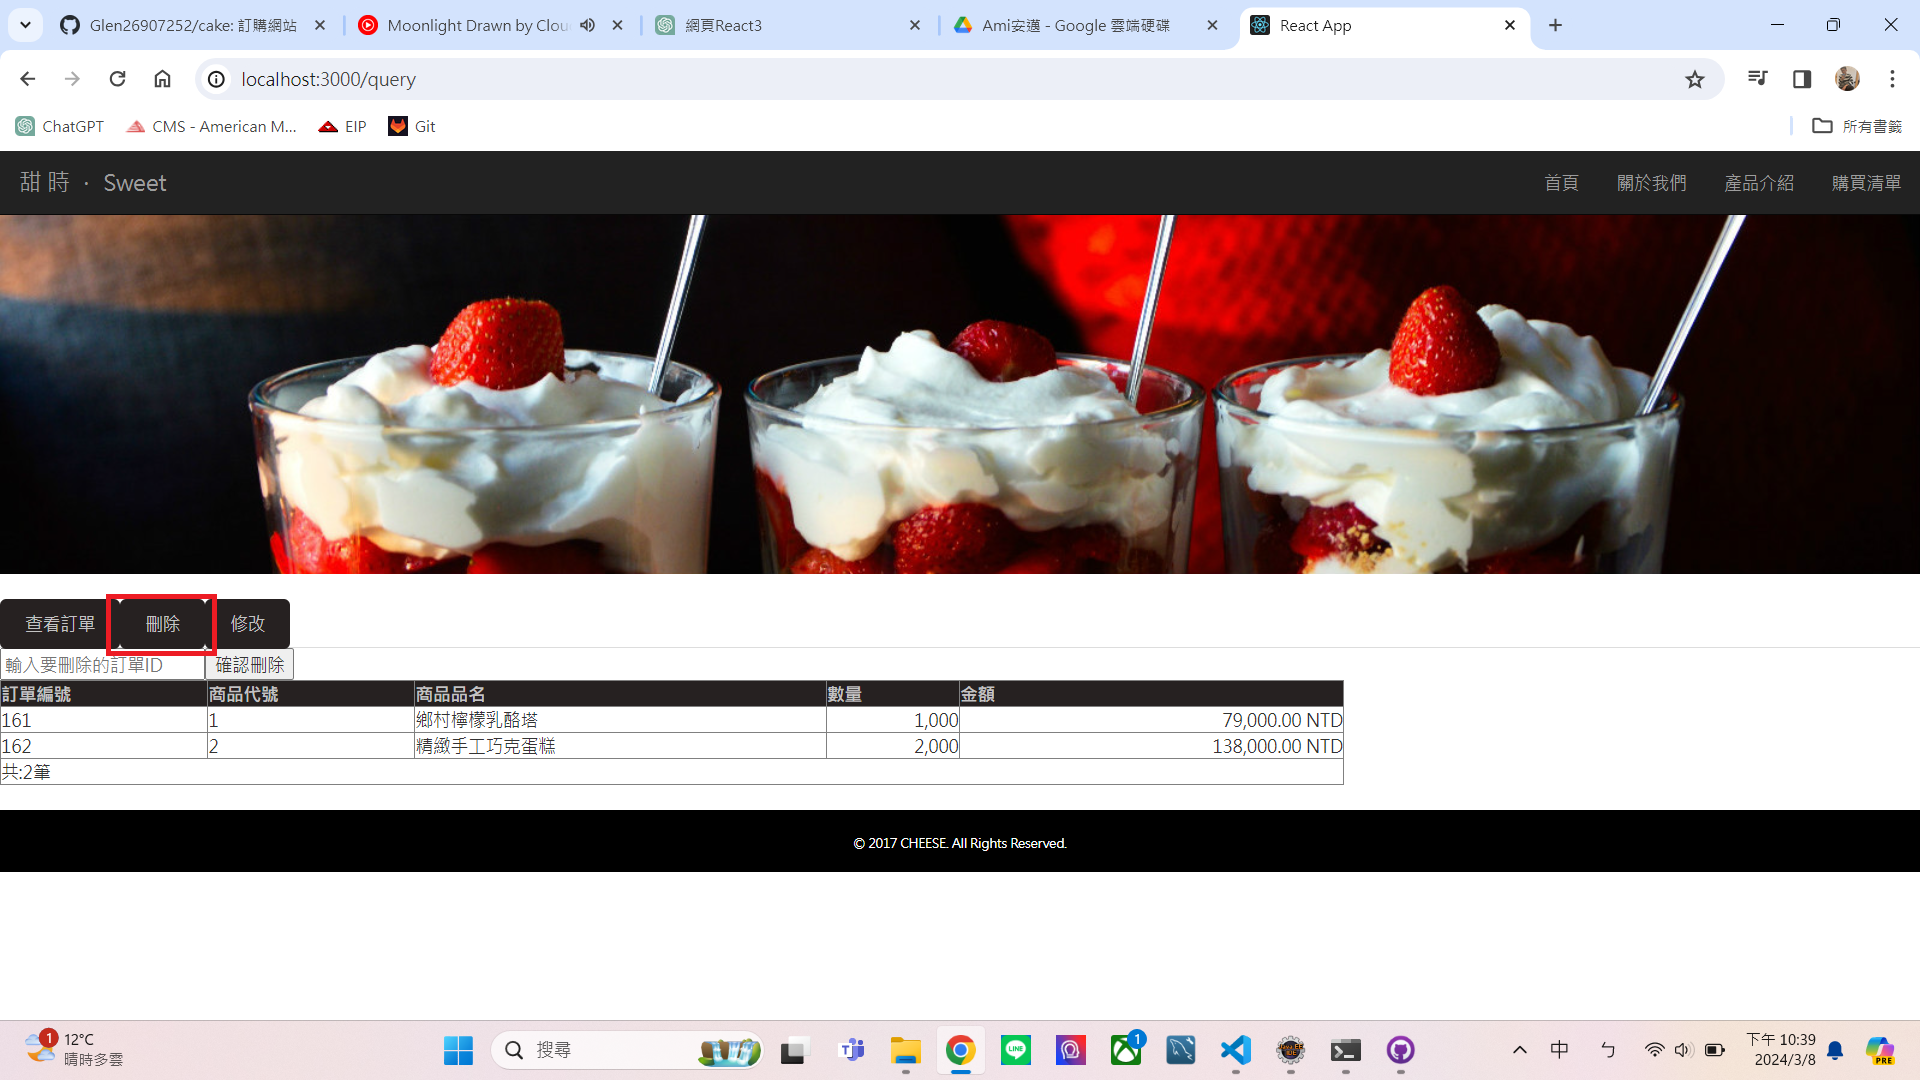 Glen26907252/cake: 訂購網站
Moonlight Drawn by Clou
網頁React3
Ami安邁 - Google 雲端硬碟
React App
localhost:3000/query
ChatGPT
CMS - American M...
EIP
Git
所有書籤
甜 時 · Sweet
首頁
關於我們
產品介紹
購買清單
查看訂單
刪除
修改
輸入要刪除的訂單ID
確認刪除
訂單編號 商品代號 商品品名 數量 金額
161 1 鄉村檸檬乳酪塔 1,000 79,000.00 NTD
162 2 精緻手工巧克蛋糕 2,000 138,000.00 NTD
共:2筆
© 2017 CHEESE. All Rights Reserved.
1
12°C
晴時多雲
搜尋
LINE
1
中
ㄅ
下午 10:39
2024/3/8
PRE